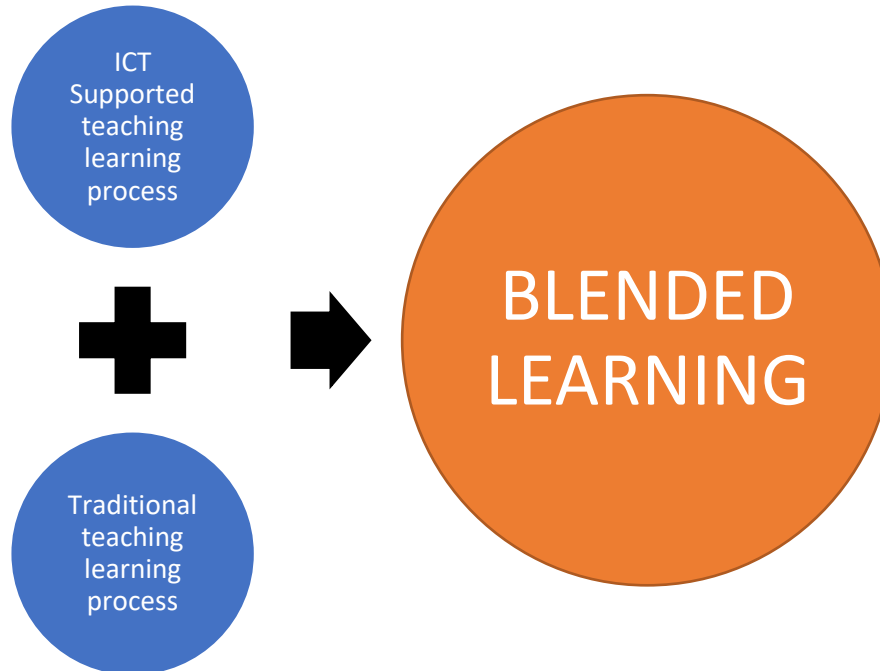 ICT
Supported
teaching
learning
process
BLENDED
LEARNING
Traditional
teaching
learning
process